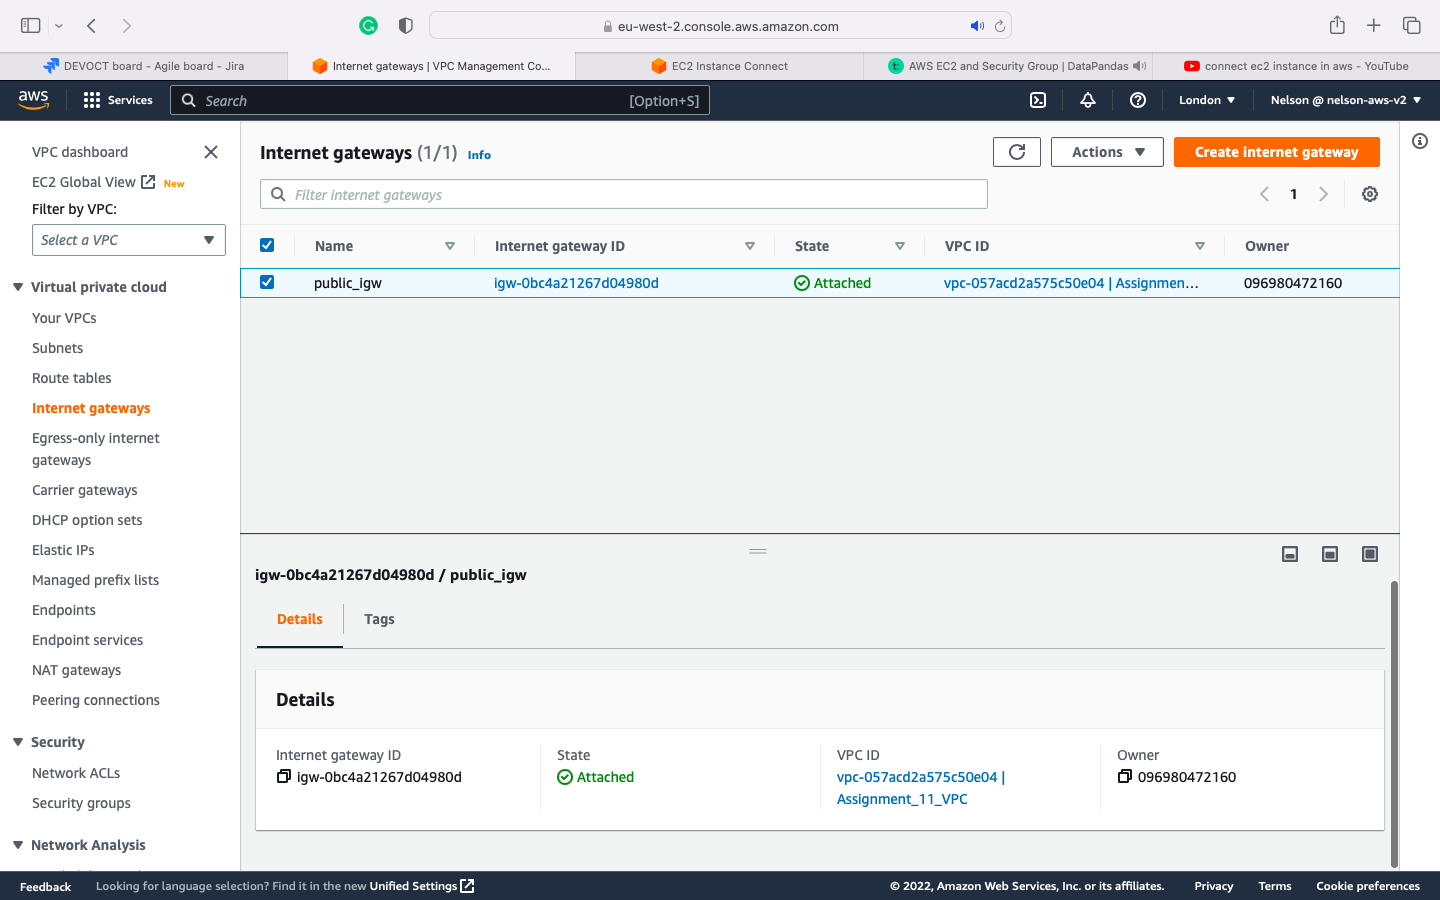 eu-west-2.console.aws.amazon.com
DEVOCT board - Agile board - Jira
Internet gateways | VPC Management Co...
EC2 Instance Connect
AWS EC2 and Security Group | DataPandas
connect ec2 instance in aws - YouTube
aws
Services
Search
[Option+S]
London
Nelson @ nelson-aws-v2
VPC dashboard
EC2 Global View New
Filter by VPC:
Select a VPC
Virtual private cloud
Your VPCs
Subnets
Route tables
Internet gateways
Egress-only internet
gateways
Carrier gateways
DHCP option sets
Elastic IPs
Managed prefix lists
Endpoints
Endpoint services
NAT gateways
Peering connections
Security
Network ACLs
Security groups
Network Analysis
Internet gateways (1/1) Info
Actions
Create internet gateway
Filter internet gateways
1
Name
Internet gateway ID
State
VPC ID
Owner
public_igw
igw-0bc4a21267d04980d
Attached
vpc-057acd2a575c50e04 | Assignmen...
096980472160
igw-0bc4a21267d04980d / public_igw
Details
Tags
Details
Internet gateway ID
igw-0bc4a21267d04980d
State
Attached
VPC ID
vpc-057acd2a575c50e04 |
Assignment_11_VPC
Owner
096980472160
Feedback
Looking for language selection? Find it in the new Unified Settings
© 2022, Amazon Web Services, Inc. or its affiliates.
Privacy
Terms
Cookie preferences